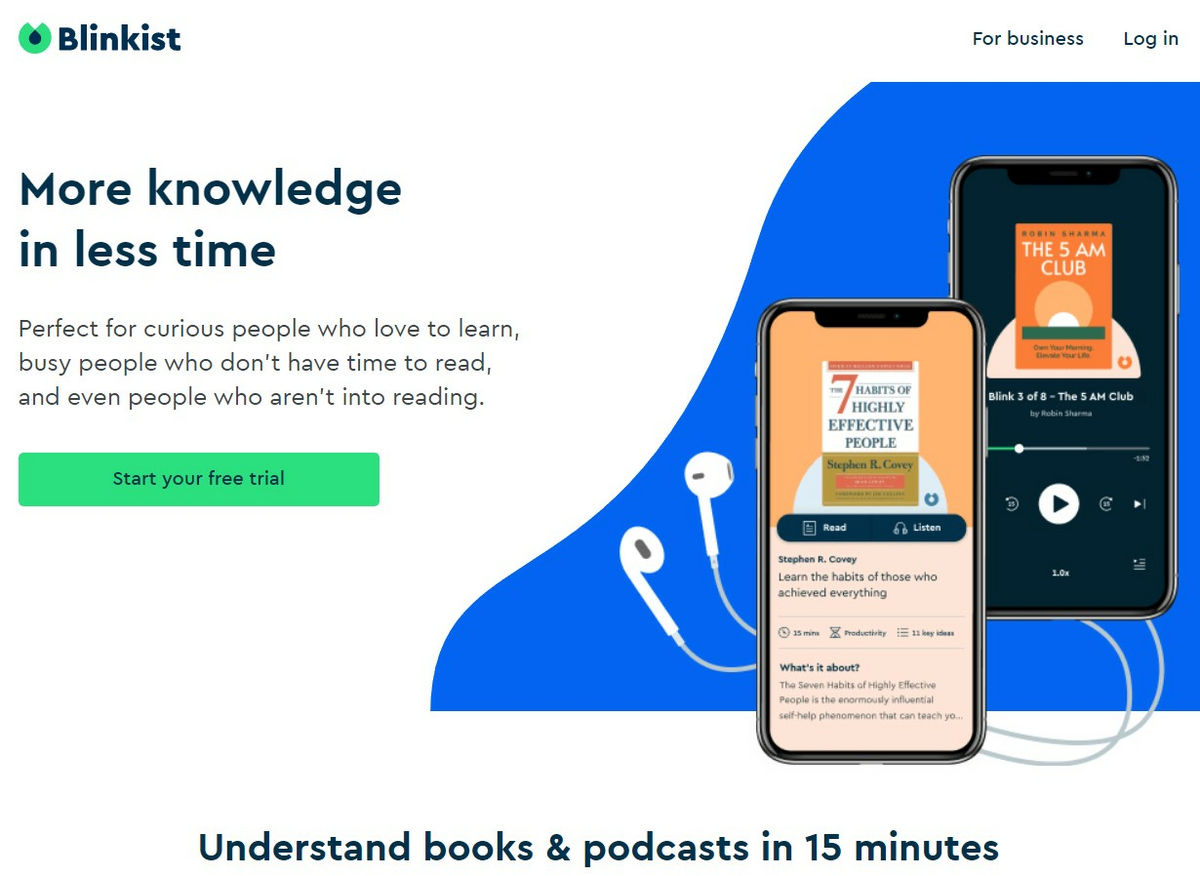 Blinkist
For business
Log in
More knowledge
in less time
Perfect for curious people who love to learn,
busy people who don't have time to read,
and even people who aren't into reading.
Start your free trial
ROBIN SHARMA
THE 5 AM
CLUB
Own Your Morning.
Elevate Your Life.
Blink 3 of 8 – The 5 AM Club
by Robin Sharma
-1:52
15
15
1.0x
THE 7 HABITS OF
HIGHLY
EFFECTIVE
PEOPLE
Stephen R. Covey
Read
Listen
Stephen R. Covey
Learn the habits of those who
achieved everything
15 mins
Productivity
11 key ideas
What's it about?
The Seven Habits of Highly Effective
People is the enormously influential
self-help phenomenon that can teach yo...
Understand books & podcasts in 15 minutes